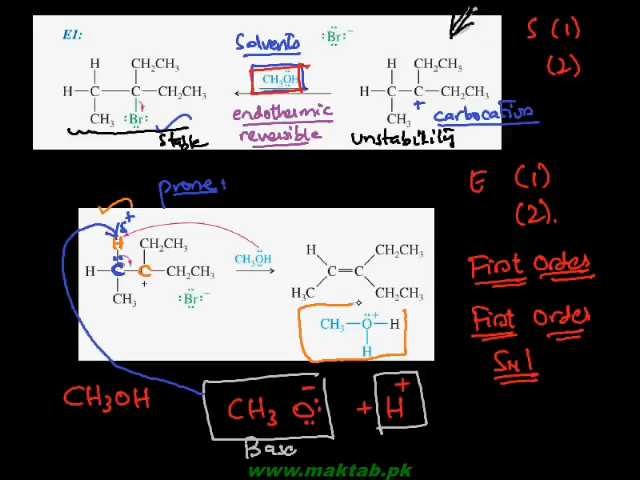 E1:
Solvents
:Br:⁻
S (1)
(2)
H CH₂CH₃
H—C—C—CH₂CH₃
CH₃ :Br:
stable
CH₃OH
endothermic
reversible
H CH₂CH₃
H—C—C—CH₂CH₃
CH₃ +
carbocation
unstability
prone:
E (1)
(2).
H δ+ CH₂CH₃
H—C—C—CH₂CH₃
CH₃ +
:Br:⁻
CH₃OH
H CH₂CH₃
C=C
H₃C CH₂CH₃
CH₃—O⁺—H
H
First Order
First Order
SN1
CH₃OH
CH₃ O:⁻ + H⁺
Base
www.maktab.pk